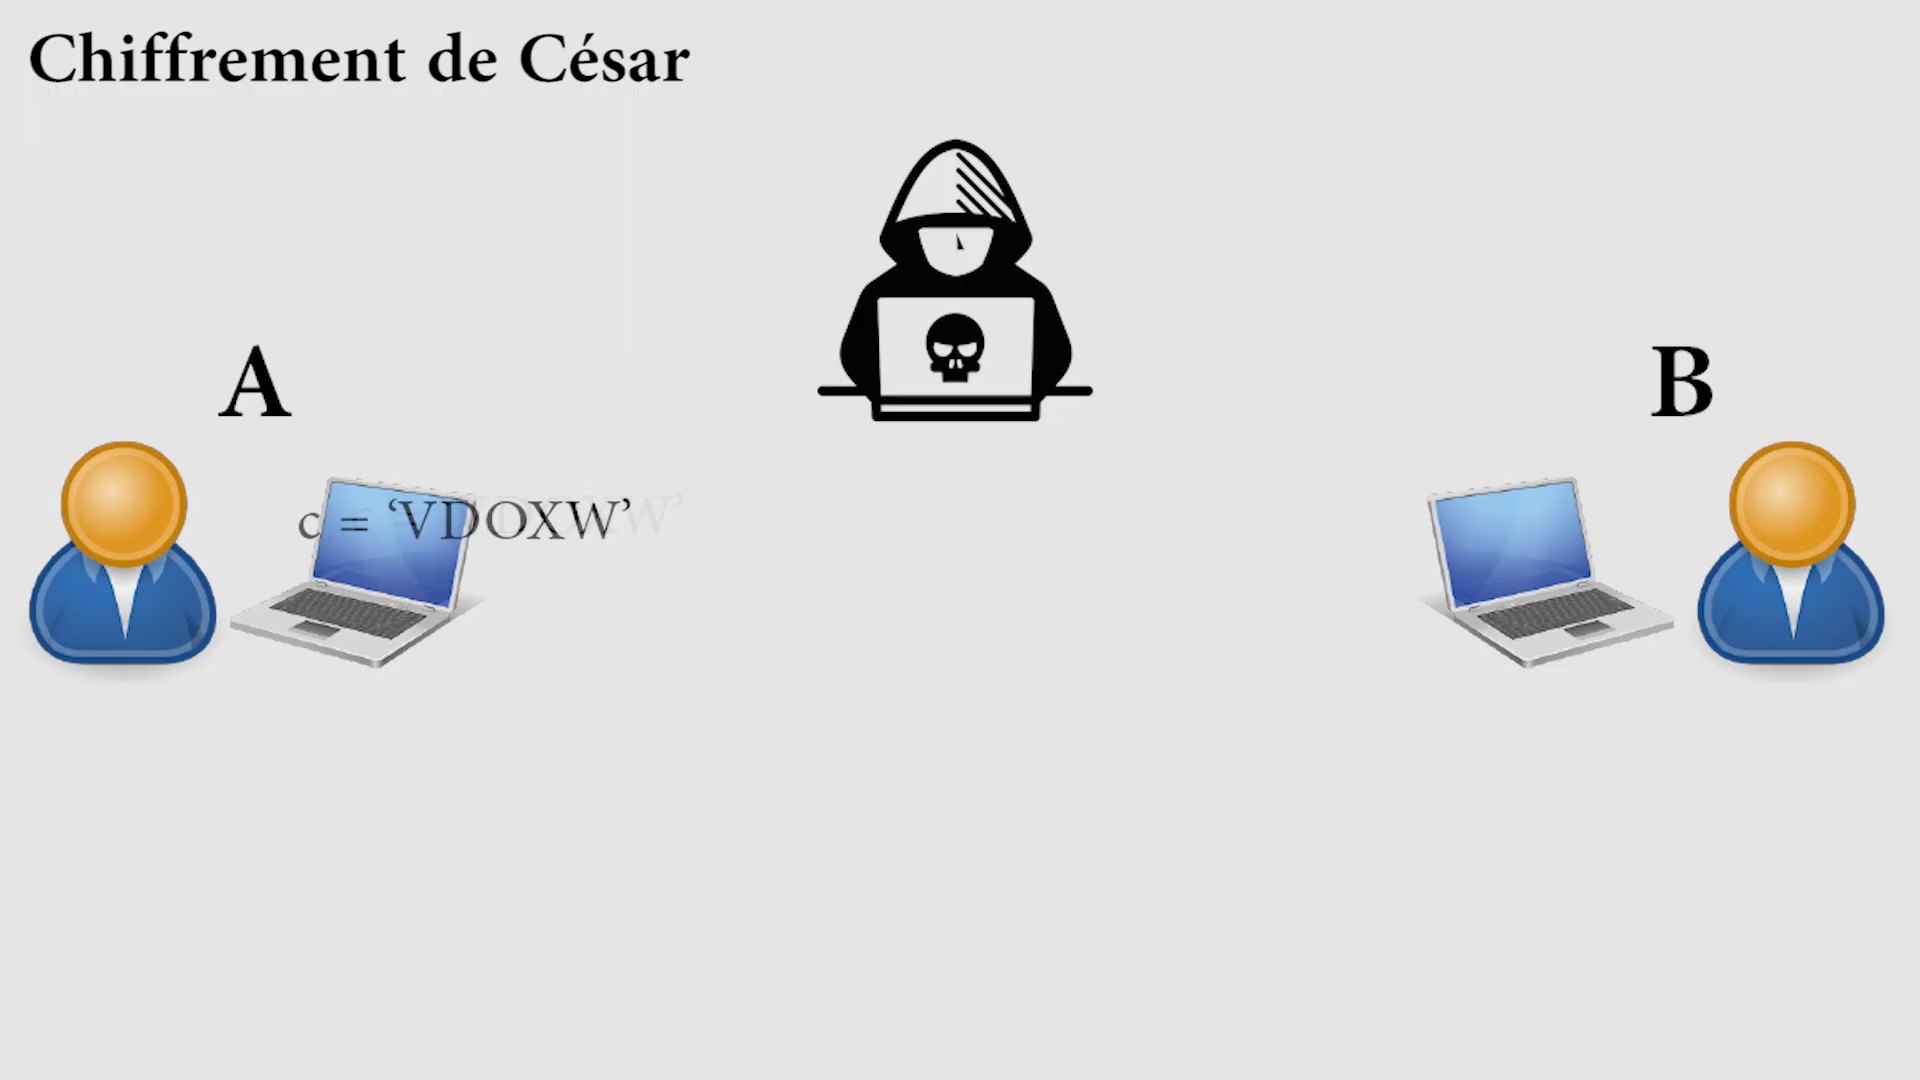 Chiffrement de César
A
B
c = ‘VDOXW’